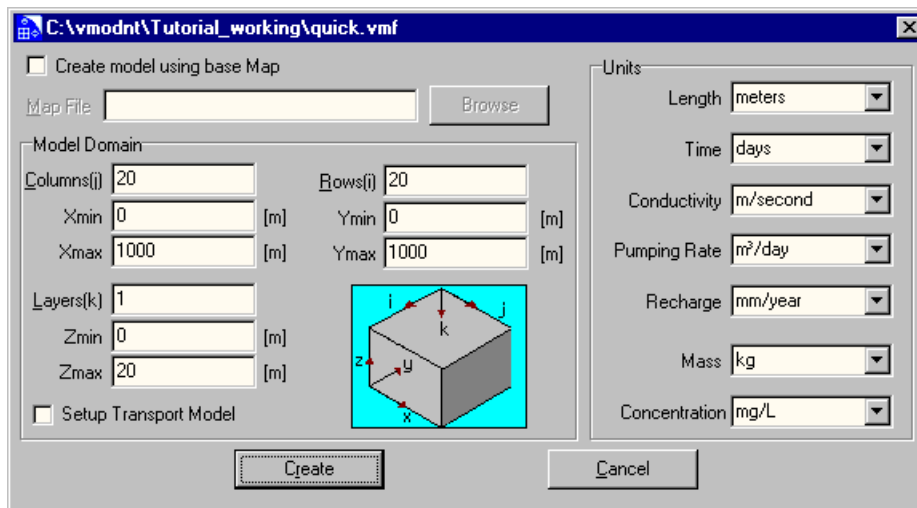 C:\vmodnt\Tutorial_working\quick.vmf
Create model using base Map
Map File
Browse
Model Domain
Columns(j) 20
Rows(i) 20
Xmin 0 [m]
Ymin 0 [m]
Xmax 1000 [m]
Ymax 1000 [m]
Layers(k) 1
Zmin 0 [m]
Zmax 20 [m]
i
j
k
z
y
x
Setup Transport Model
Units
Length meters
Time days
Conductivity m/second
Pumping Rate m³/day
Recharge mm/year
Mass kg
Concentration mg/L
Create
Cancel